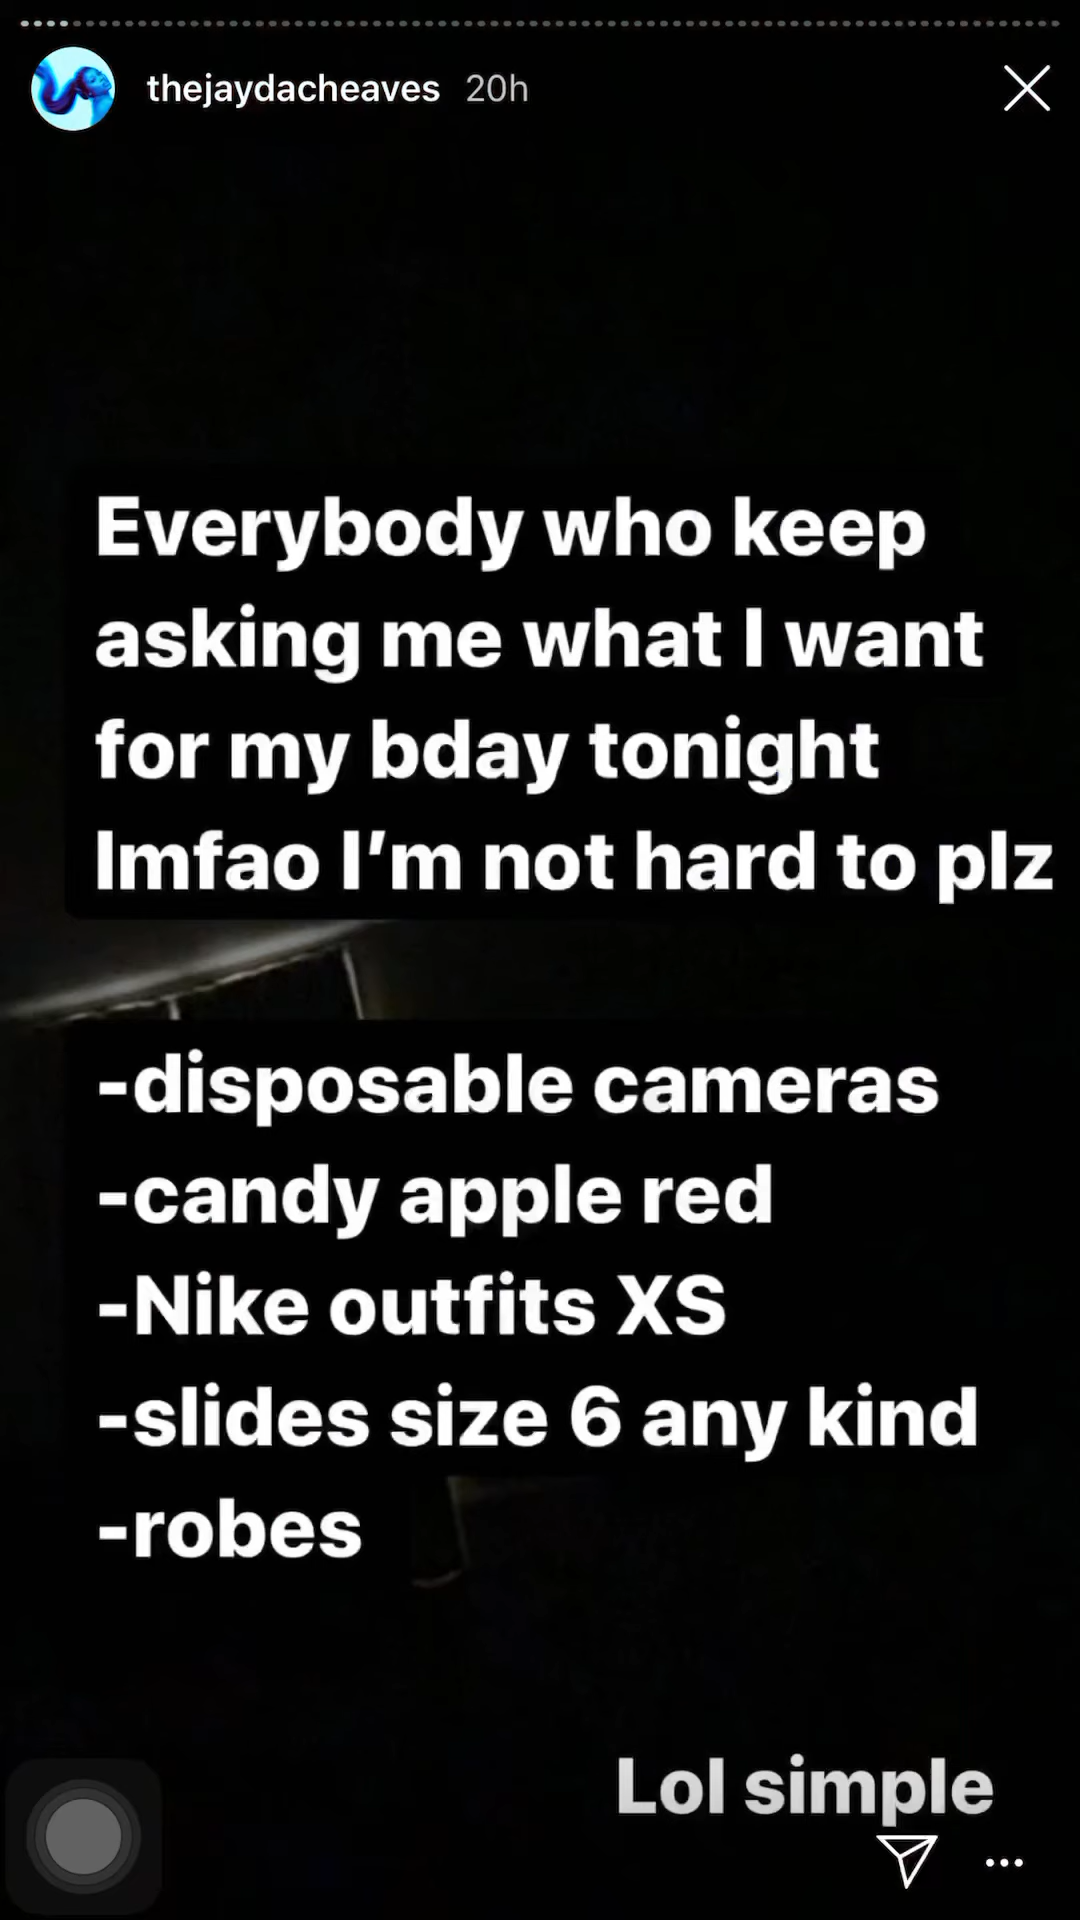 thejaydacheaves 20h
Everybody who keep
asking me what I want
for my bday tonight
lmfao I’m not hard to plz
-disposable cameras
-candy apple red
-Nike outfits XS
-slides size 6 any kind
-robes
Lol simple